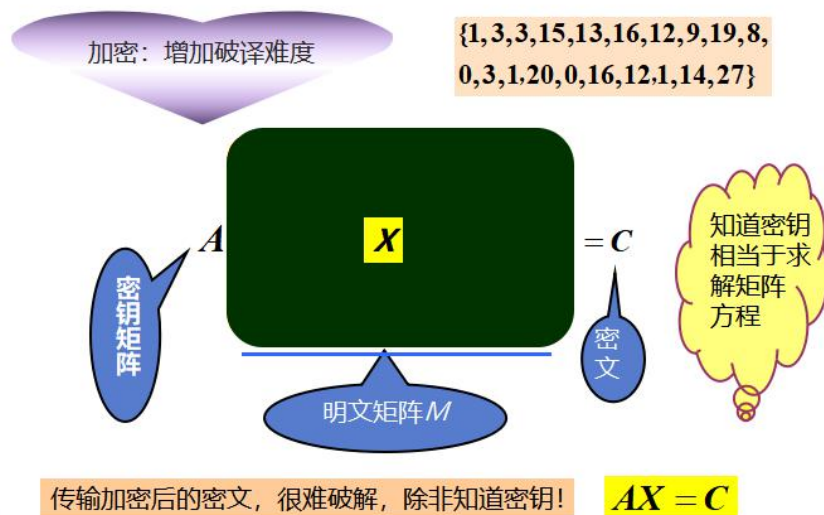 加密：增加破译难度
{1,3,3,15,13,16,12,9,19,8,
0,3,1,20,0,16,12,1,14,27}
A
X
=C
密钥矩阵
明文矩阵M
密文
知道密钥
相当于求
解矩阵
方程
传输加密后的密文，很难破解，除非知道密钥！
AX=C